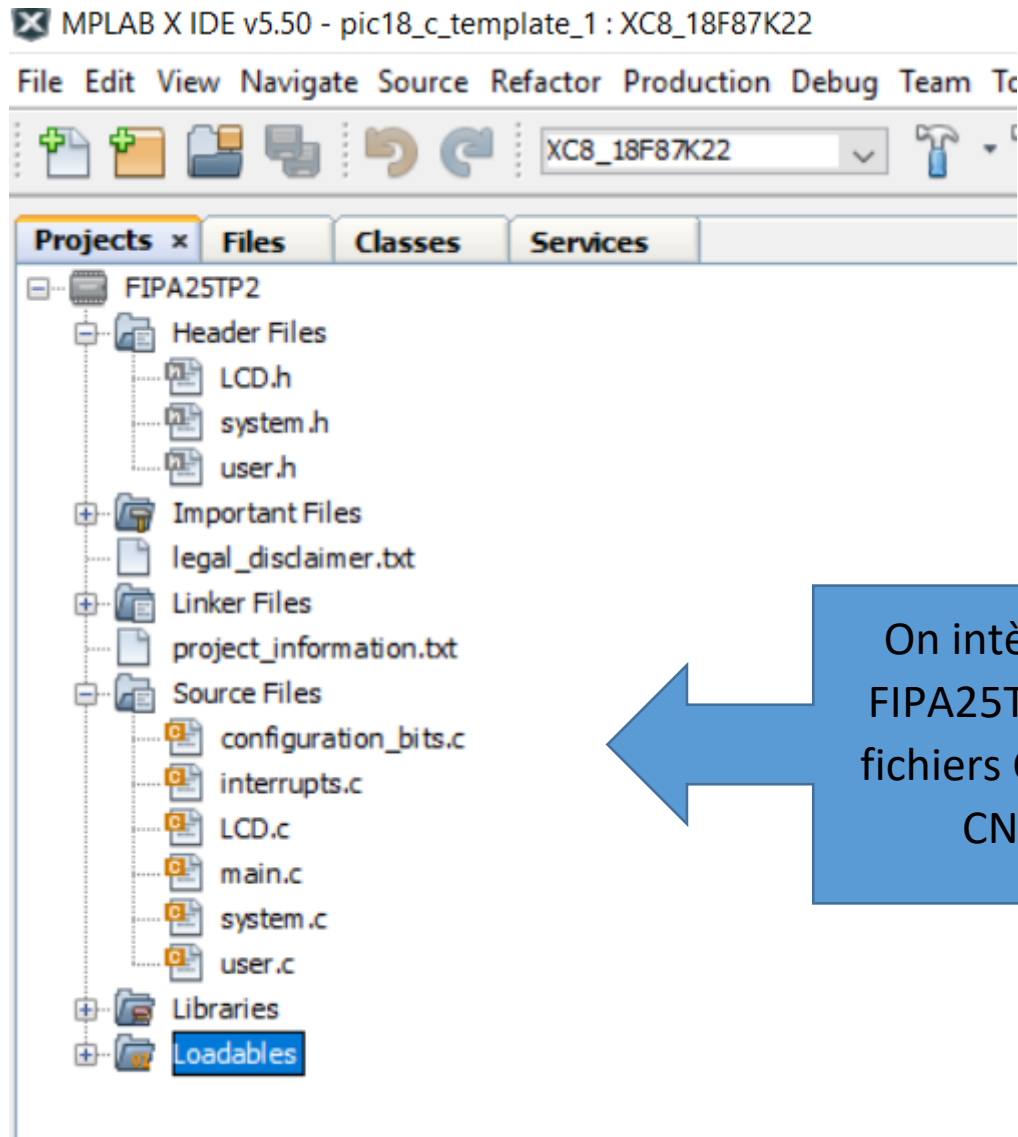 MPLAB X IDE v5.50 - pic18_c_template_1 : XC8_18F87K22
File Edit View Navigate Source Refactor Production Debug Team
XC8_18F87K22
Projects × Files Classes Services
FIPA25TP2
Header Files
LCD.h
system.h
user.h
Important Files
legal_disclaimer.txt
Linker Files
project_information.txt
Source Files
configuration_bits.c
interrupts.c
LCD.c
main.c
system.c
user.c
Libraries
Loadables
On
fichiers